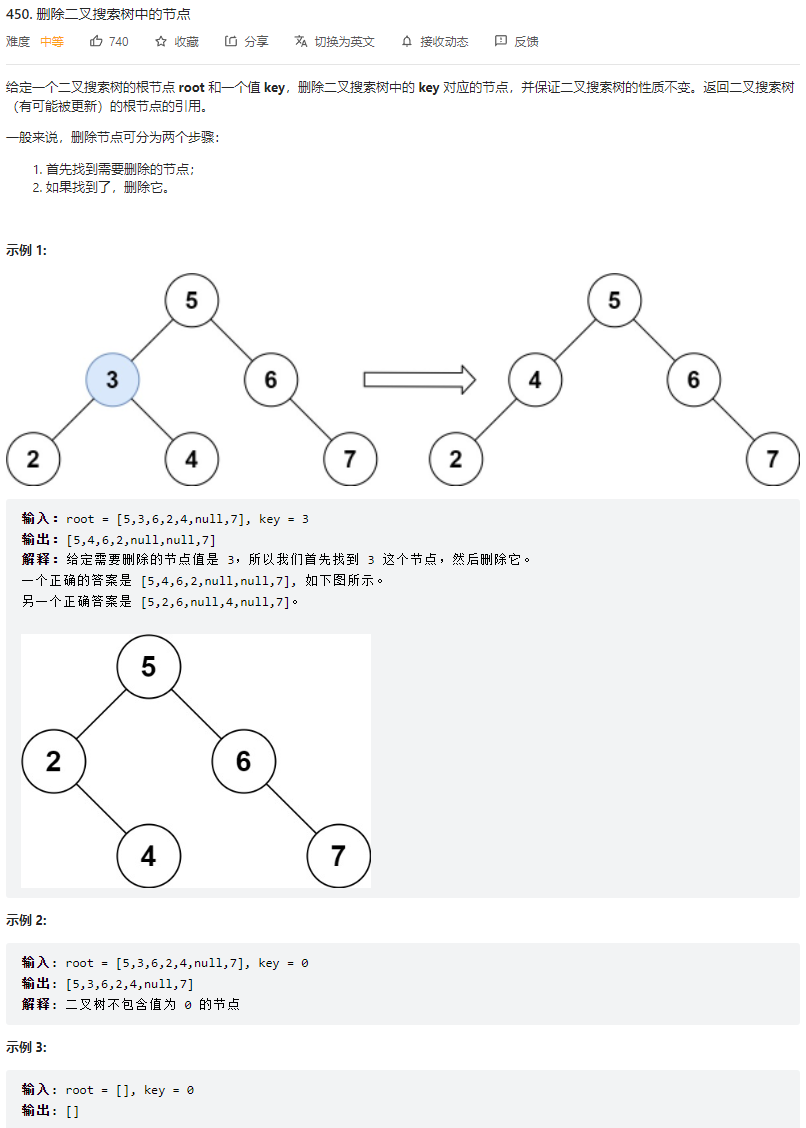 450. 删除二叉搜索树中的节点
难度 中等 740 收藏 分享 切换为英文 接收动态 反馈
给定一个二叉搜索树的根节点 root 和一个值 key，删除二叉搜索树中的 key 对应的节点，并保证二叉搜索树的性质不变。返回二叉搜索树
（有可能被更新）的根节点的引用。
一般来说，删除节点可分为两个步骤：
1. 首先找到需要删除的节点；
2. 如果找到了，删除它。
示例 1:
5 5
3 6 4 6
2 4 7 2 7
输入：root = [5,3,6,2,4,null,7], key = 3
输出：[5,4,6,2,null,null,7]
解释：给定需要删除的节点值是 3，所以我们首先找到 3 这个节点，然后删除它。
一个正确的答案是 [5,4,6,2,null,null,7], 如下图所示。
另一个正确答案是 [5,2,6,null,4,null,7]。
5
2 6
4 7
示例 2:
输入: root = [5,3,6,2,4,null,7], key = 0
输出: [5,3,6,2,4,null,7]
解释: 二叉树不包含值为 0 的节点
示例 3:
输入: root = [], key = 0
输出: []